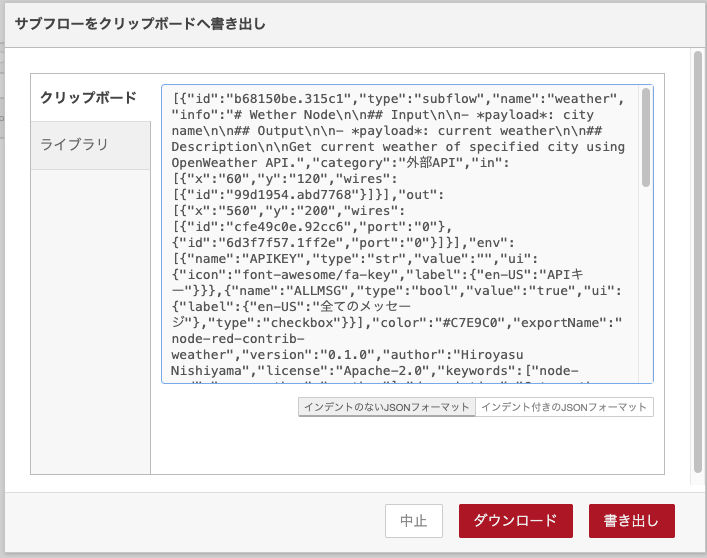 サブフローをクリップボードへ書き出し
クリップボード
ライブラリ
[{"id":"b68150be.315c1","type":"subflow","name":"weather",
"info":"# Wether Node\n\n## Input\n\n- *payload*: city
name\n\n## Output\n\n- *payload*: current weather\n\n##
Description\n\nGet current weather of specified city using
OpenWeather API.","category":"外部API","in":
[{"x":"60","y":"120","wires":
[{"id":"99d1954.abd7768"}]}],"out":
[{"x":"560","y":"200","wires":
[{"id":"cfe49c0e.92cc6","port":"0"},
{"id":"6d3f7f57.1ff2e","port":"0"}]}],"env":
[{"name":"APIKEY","type":"str","value":"","ui":
{"icon":"font-awesome/fa-key","label":{"en-US":"APIキ
ー"}}},{"name":"ALLMSG","type":"bool","value":"true","ui":
{"label":{"en-US":"全てのメッセー
ジ"},"type":"checkbox"}}],"color":"#C7E9C0","exportName":"
node-red-contrib-
weather","version":"0.1.0","author":"Hiroyasu
Nishiyama","license":"Apache-2.0","keywords":["node-
インデントのないJSONフォーマット
インデント付きのJSONフォーマット
中止
ダウンロード
書き出し